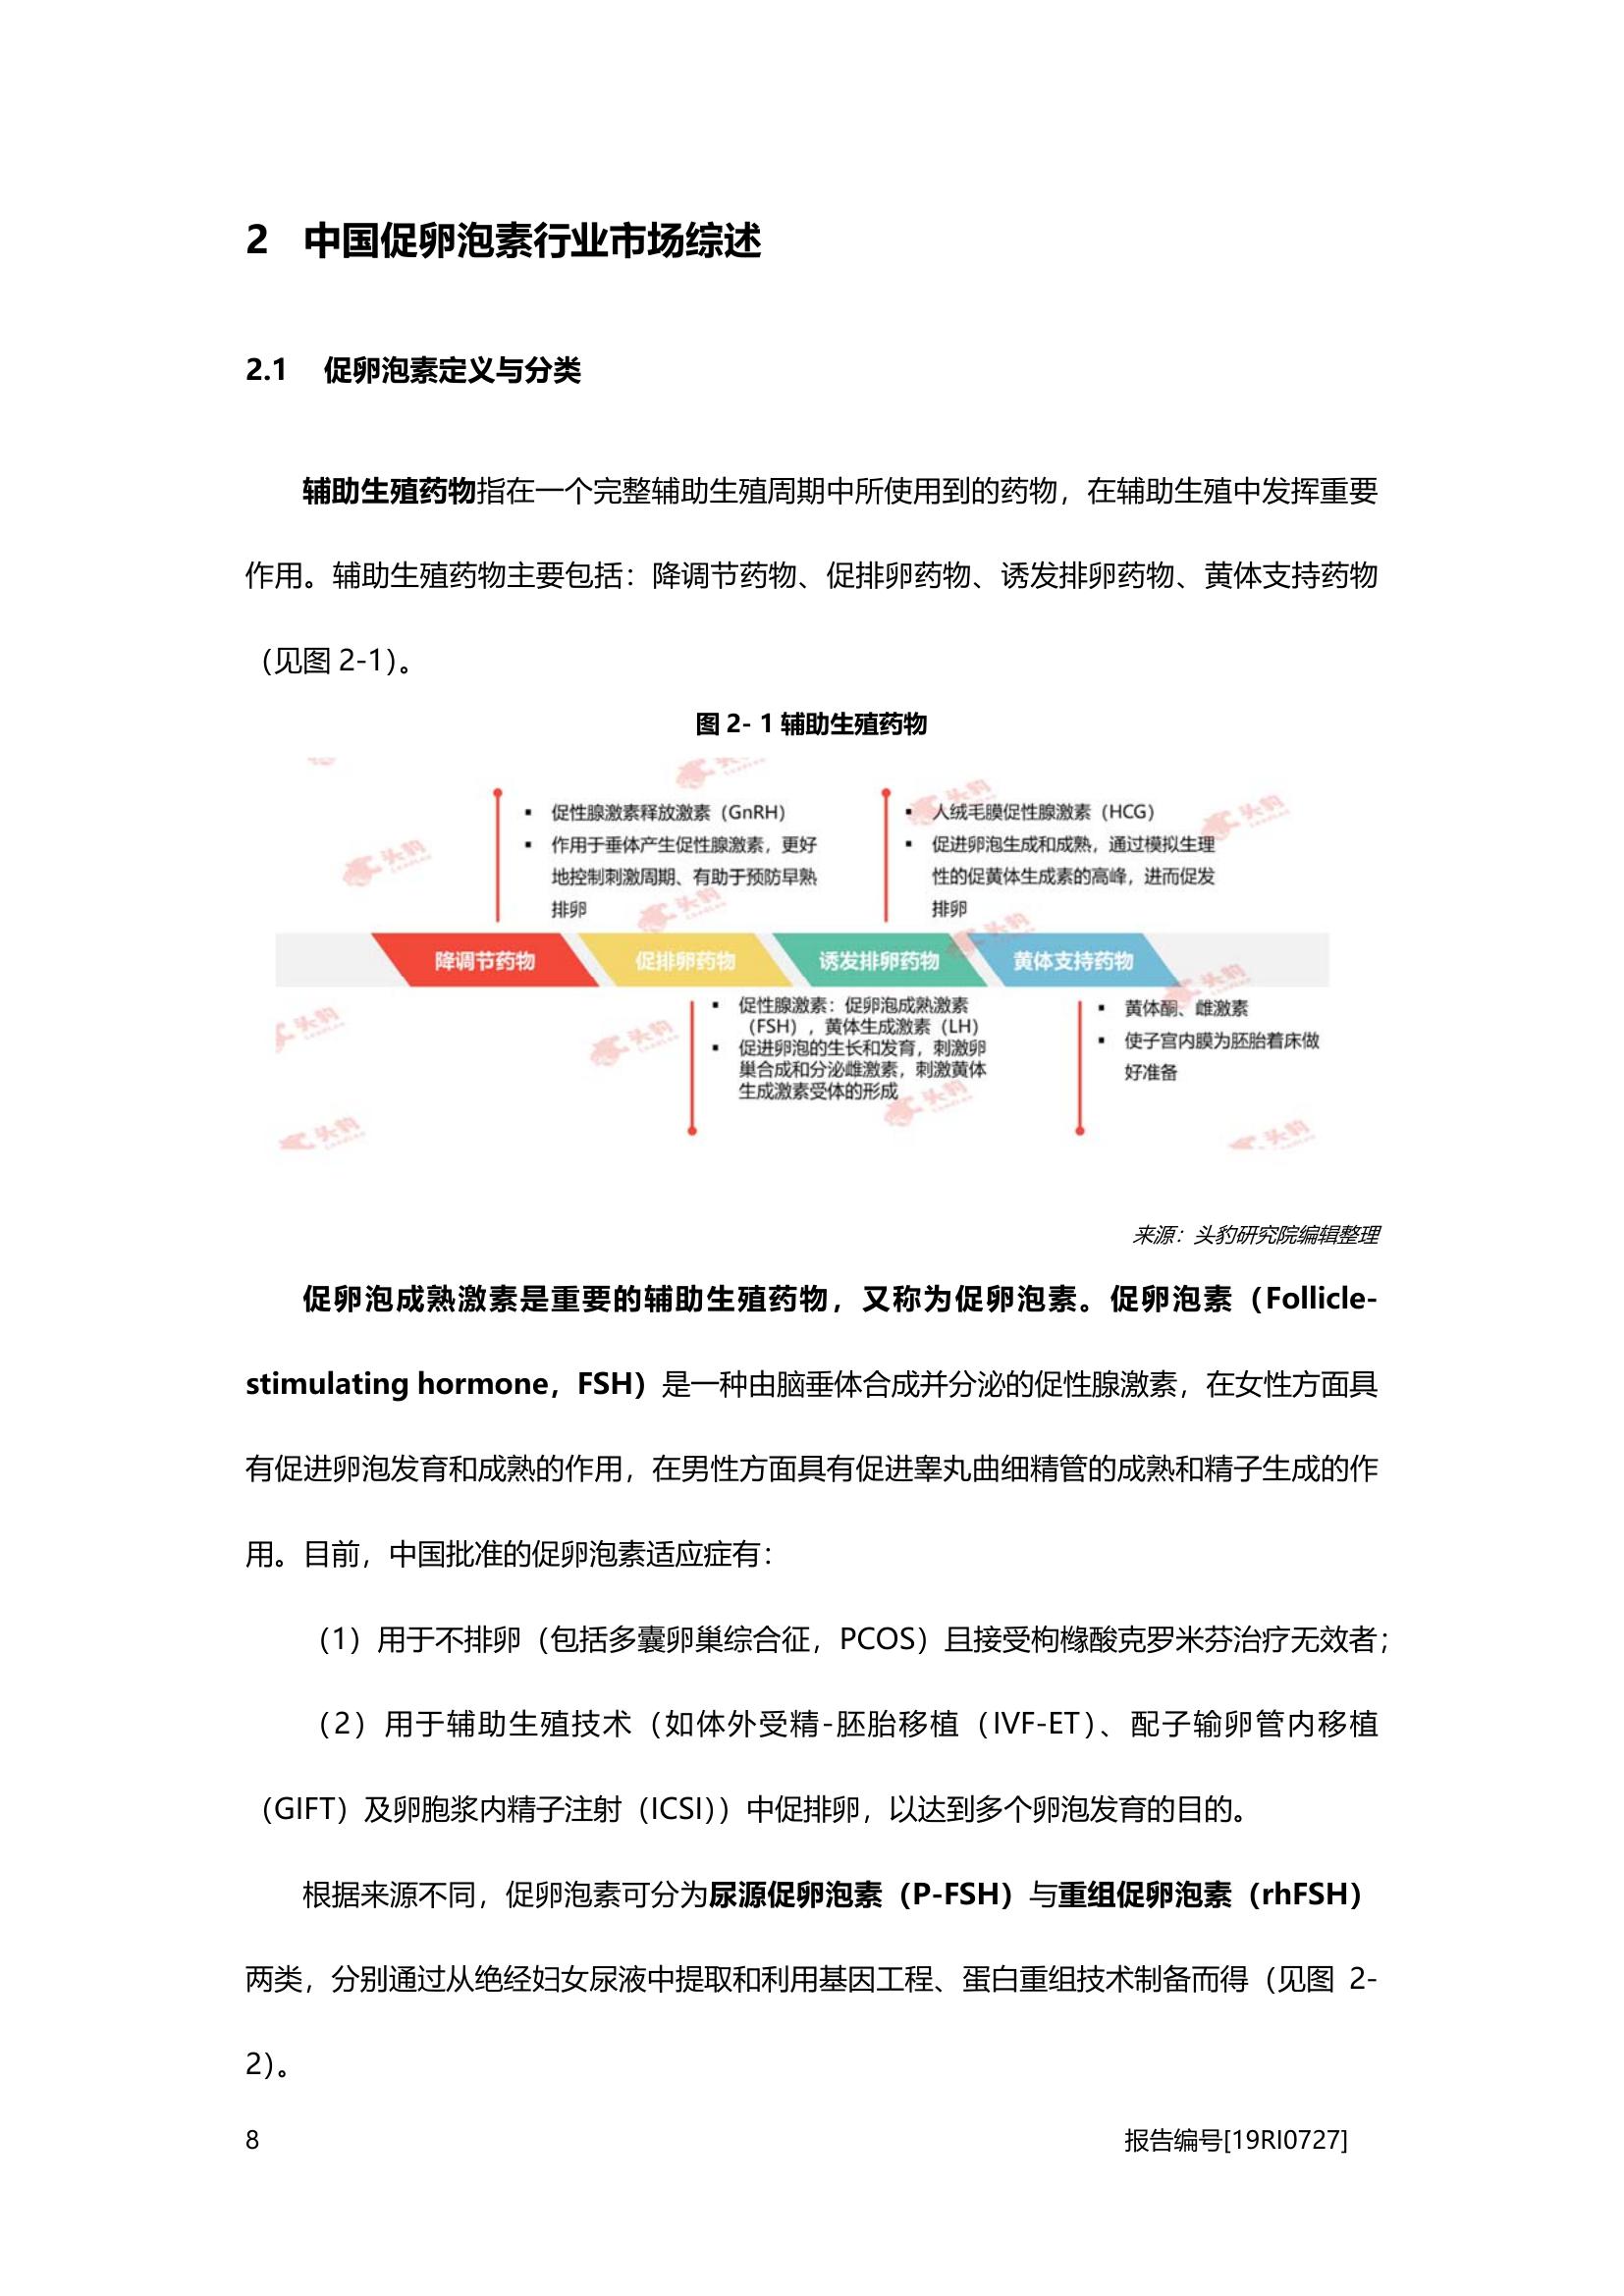 2 中国促卵泡素行业市场综述
2.1 促卵泡素定义与分类
辅助生殖药物指在一个完整辅助生殖周期中所使用到的药物，在辅助生殖中发挥重要
作用。辅助生殖药物主要包括：降调节药物、促排卵药物、诱发排卵药物、黄体支持药物
（见图 2-1）。
图 2- 1 辅助生殖药物
▪ 促性腺激素释放激素（GnRH）
▪ 作用于垂体产生促性腺激素，更好
地控制刺激周期、有助于预防早熟
排卵
▪ 人绒毛膜促性腺激素（HCG）
▪ 促进卵泡生成和成熟，通过模拟生理
性的促黄体生成素的高峰，进而促发
排卵
降调节药物
促排卵药物
诱发排卵药物
黄体支持药物
▪ 促性腺激素：促卵泡成熟激素
（FSH），黄体生成激素（LH）
▪ 促进卵泡的生长和发育，刺激卵
巢合成和分泌雌激素，刺激黄体
生成激素受体的形成
▪ 黄体酮、雌激素
▪ 使子宫内膜为胚胎着床做
好准备
头豹
来源：头豹研究院编辑整理
促卵泡成熟激素是重要的辅助生殖药物，又称为促卵泡素。促卵泡素（Follicle-
stimulating hormone，FSH）是一种由脑垂体合成并分泌的促性腺激素，在女性方面具
有促进卵泡发育和成熟的作用，在男性方面具有促进睾丸曲细精管的成熟和精子生成的作
用。目前，中国批准的促卵泡素适应症有：
（1）用于不排卵（包括多囊卵巢综合征，PCOS）且接受枸橼酸克罗米芬治疗无效者；
（2）用于辅助生殖技术（如体外受精-胚胎移植（IVF-ET）、配子输卵管内移植
（GIFT）及卵胞浆内精子注射（ICSI））中促排卵，以达到多个卵泡发育的目的。
根据来源不同，促卵泡素可分为尿源促卵泡素（P-FSH）与重组促卵泡素（rhFSH）
两类，分别通过从绝经妇女尿液中提取和利用基因工程、蛋白重组技术制备而得（见图 2-
2）。
8 报告编号[19RI0727]